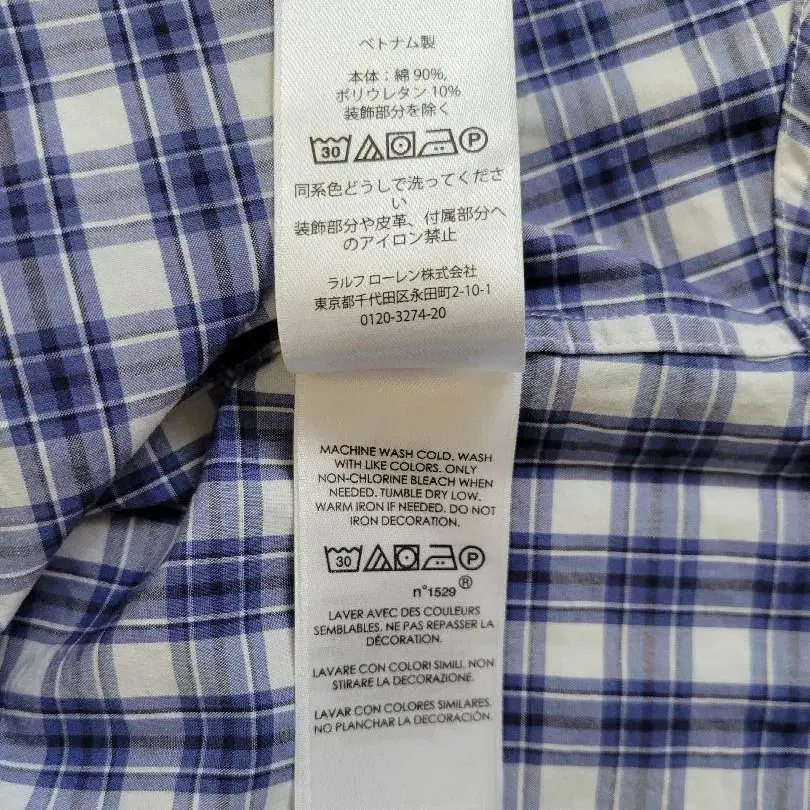 ベトナム製
本体：綿 90%,
ポリウレタン 10%
装飾部分を除く
30 P
同系色どうしで洗ってくださ
い
装飾部分や皮革、付属部分へ
のアイロン禁止
ラルフ ローレン株式会社
東京都千代田区永田町2-10-1
0120-3274-20
MACHINE WASH COLD. WASH
WITH LIKE COLORS. ONLY
NON-CHLORINE BLEACH WHEN
NEEDED. TUMBLE DRY LOW.
WARM IRON IF NEEDED. DO NOT
IRON DECORATION.
30 P
n°1529 ®
LAVER AVEC DES COULEURS
SEMBLABLES. NE PAS REPASSER LA
DÉCORATION.
LAVARE CON COLORI SIMILI. NON
STIRARE LA DECORAZIONE.
LAVAR CON COLORES SIMILARES.
NO PLANCHAR LA DECORACIÓN.